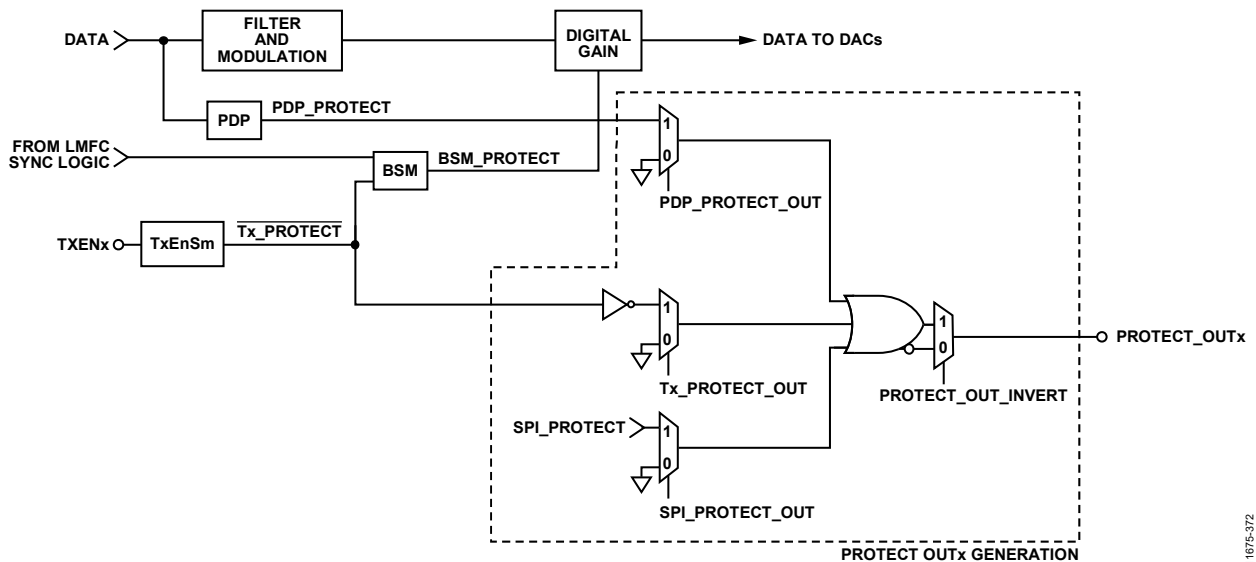 DATA
FILTER
AND
MODULATION
DIGITAL
GAIN
DATA TO DACs
PDP
PDP_PROTECT
FROM LMFC
SYNC LOGIC
BSM
BSM_PROTECT
1
0
PDP_PROTECT_OUT
TXENx
TxEnSm
Tx_PROTECT
1
0
Tx_PROTECT_OUT
1
0
PROTECT_OUTx
PROTECT_OUT_INVERT
SPI_PROTECT
1
0
SPI_PROTECT_OUT
PROTECT OUTx GENERATION
1675-372